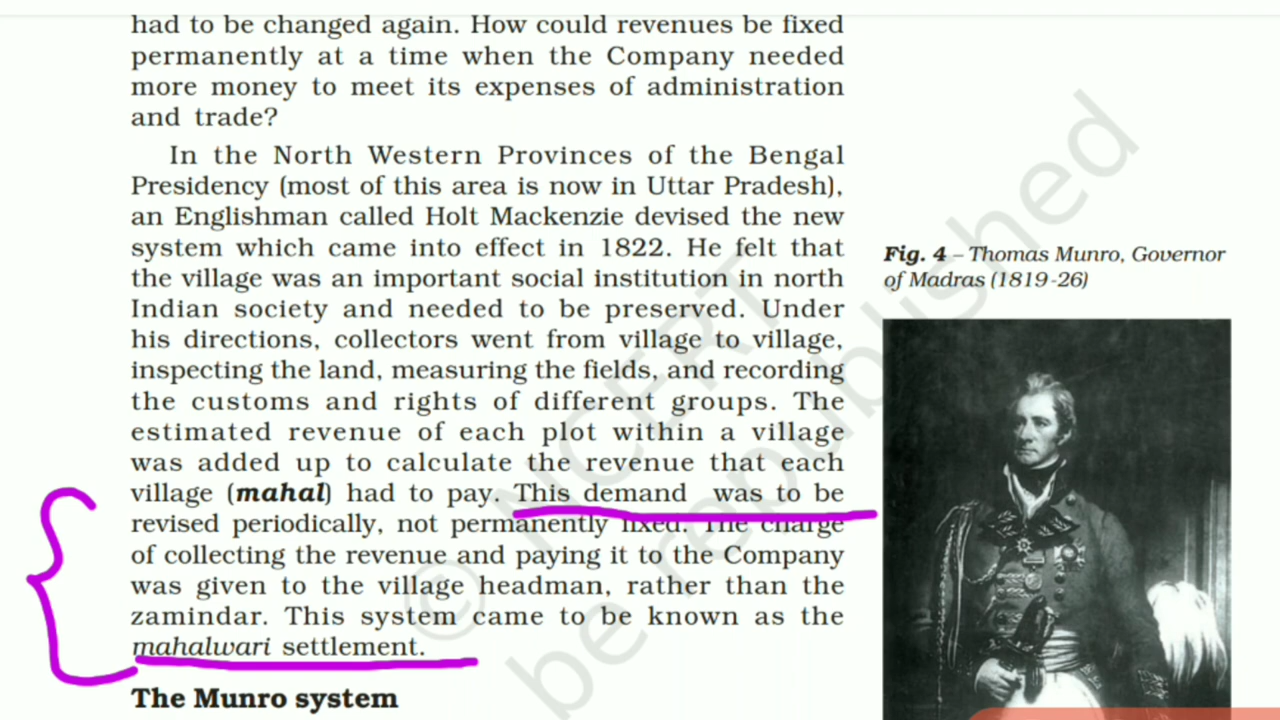 had to be changed again. How could revenues be fixed
permanently at a time when the Company needed
more money to meet its expenses of administration
and trade?
In the North Western Provinces of the Bengal
Presidency (most of this area is now in Uttar Pradesh),
an Englishman called Holt Mackenzie devised the new
system which came into effect in 1822. He felt that
the village was an important social institution in north
Indian society and needed to be preserved. Under
his directions, collectors went from village to village,
inspecting the land, measuring the fields, and recording
the customs and rights of different groups. The
estimated revenue of each plot within a village
was added up to calculate the revenue that each
village (mahal) had to pay. This demand was to be
revised periodically, not permanently fixed. The charge
of collecting the revenue and paying it to the Company
was given to the village headman, rather than the
zamindar. This system came to be known as the
mahalwari settlement.
The Munro system
Fig. 4 – Thomas Munro, Governor
of Madras (1819-26)
© NCERT
be republished